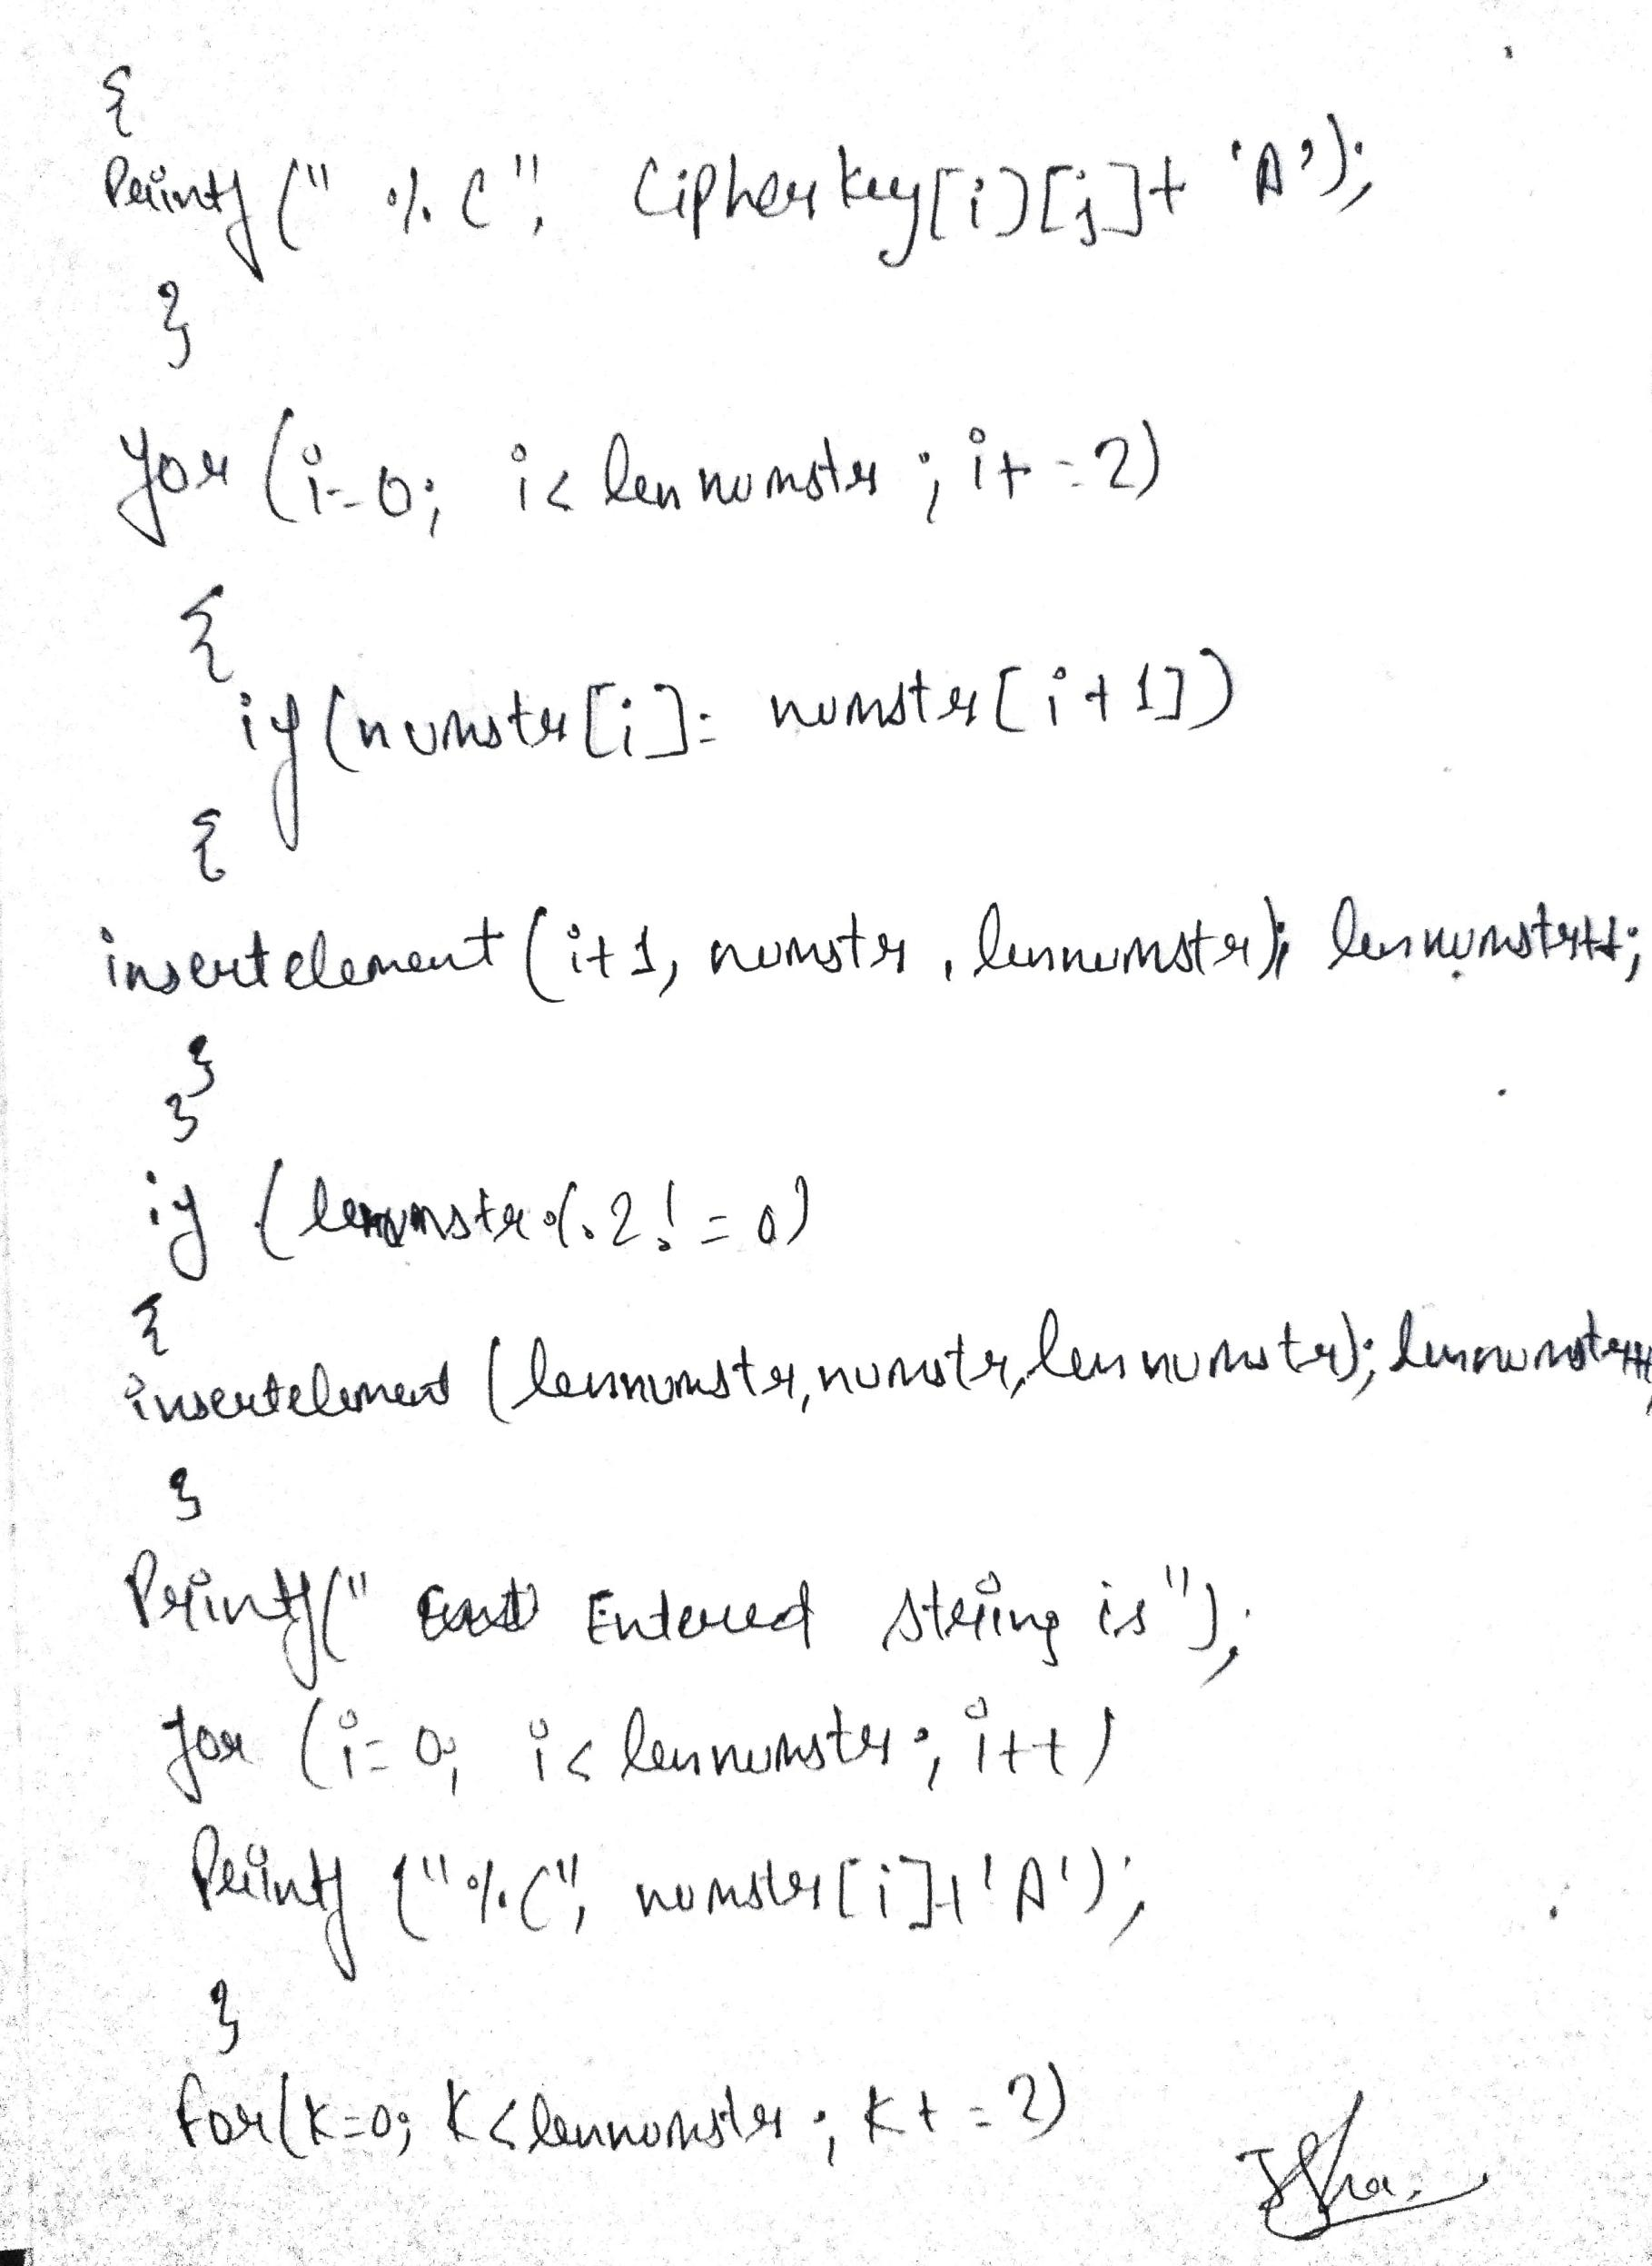 {
Printf (" %c", Cipherkey[i][j]+ 'A');
}
for (i=0; i< lennumstr ; i+ =2)
{
if (numstr[i]= numstr[i+1])
{
insertelement (i+1, numstr , lennumstr); lennumstr++;
}
}
if (lennumstr%2!=0)
{
insertelement (lennumstr,numstr,lennumstr); lennumstr++;
}
Printf(" Entered string is");
for (i=0; i< lennumstr; i++)
Printf ("%c", numstr[i]+'A');
}
for(k=0; k<lennumstr ; k+ =2)